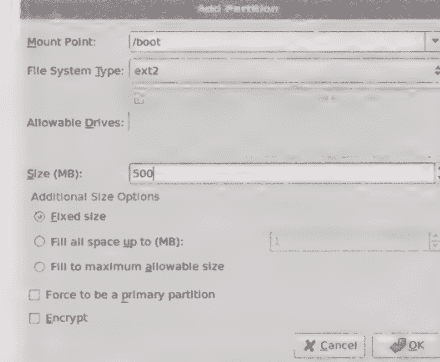 Add Partition
Mount Point: /boot
File System Type: ext2
Allowable Drives:
Size (MB): 500
Additional Size Options
Fixed size
Fill all space up to (MB): 1
Fill to maximum allowable size
Force to be a primary partition
Encrypt
Cancel OK